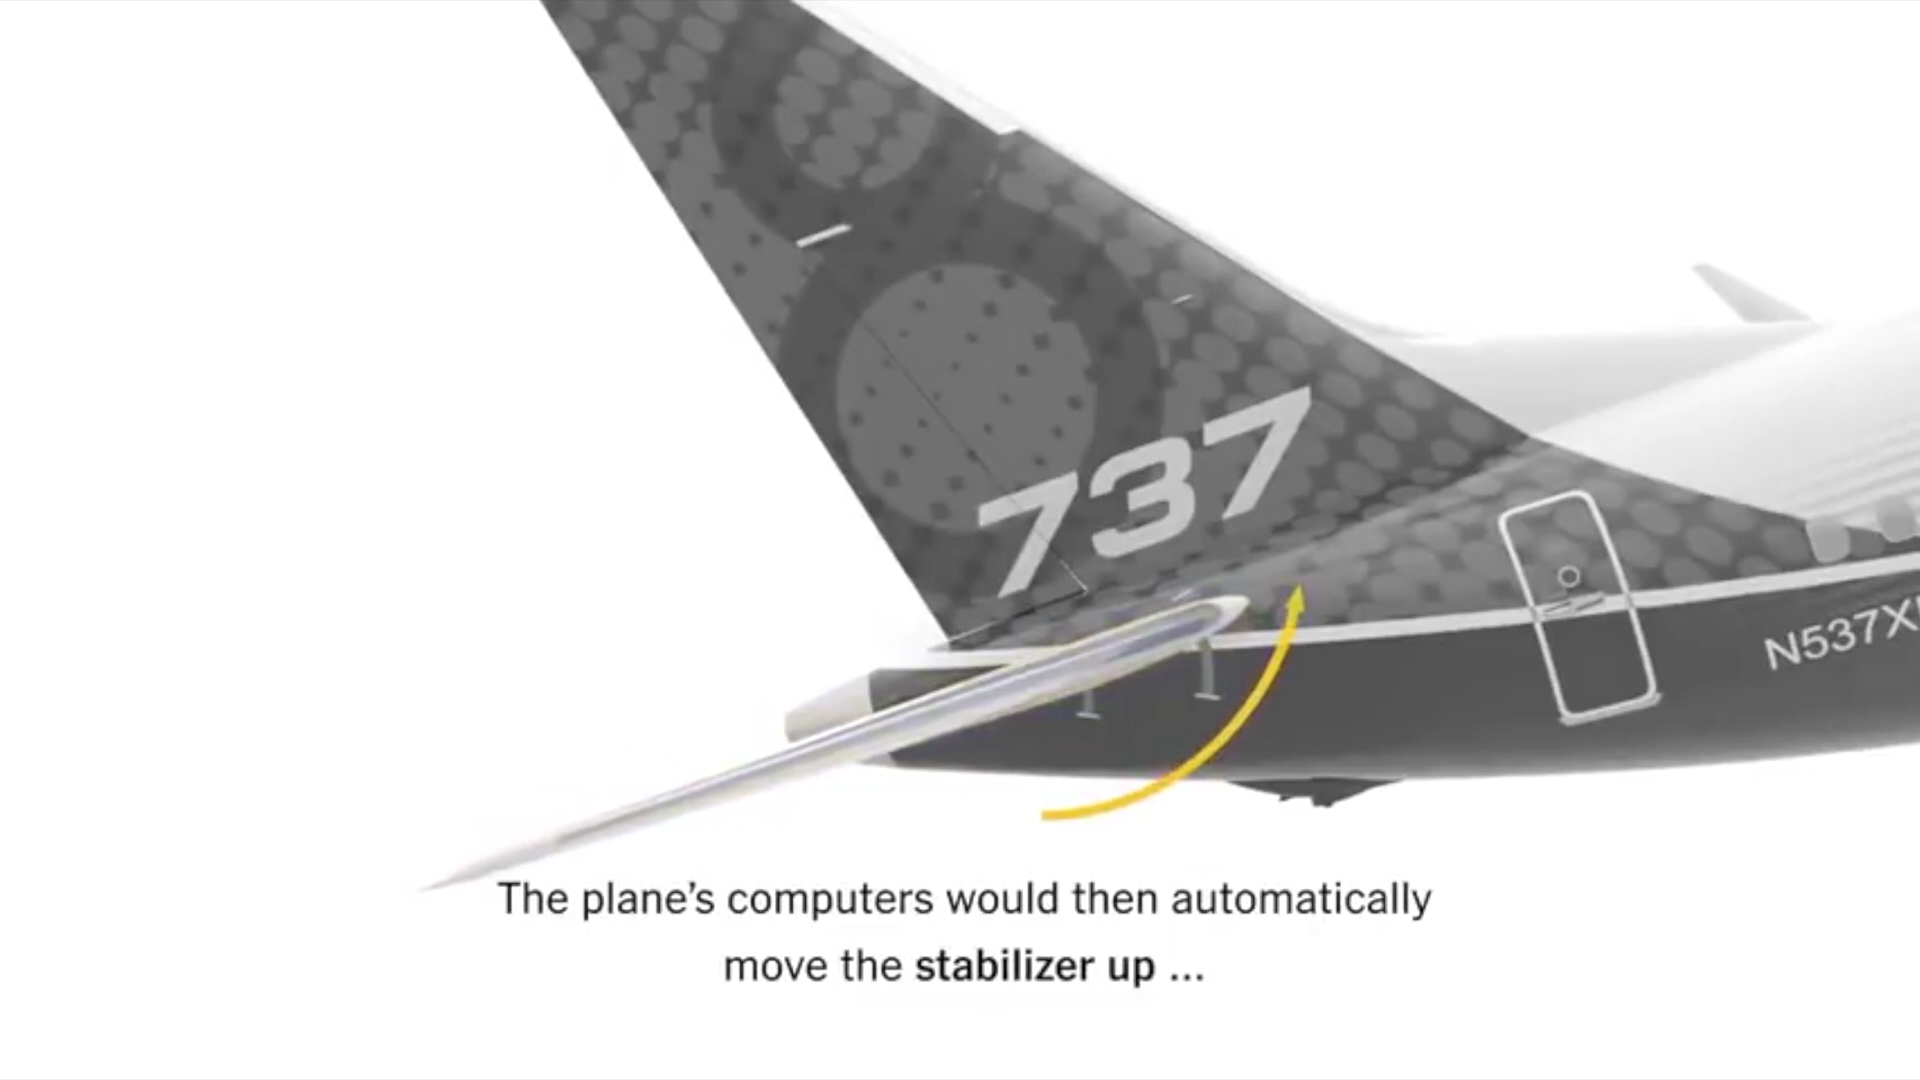 737
N537X
The plane's computers would then automatically
move the stabilizer up ...